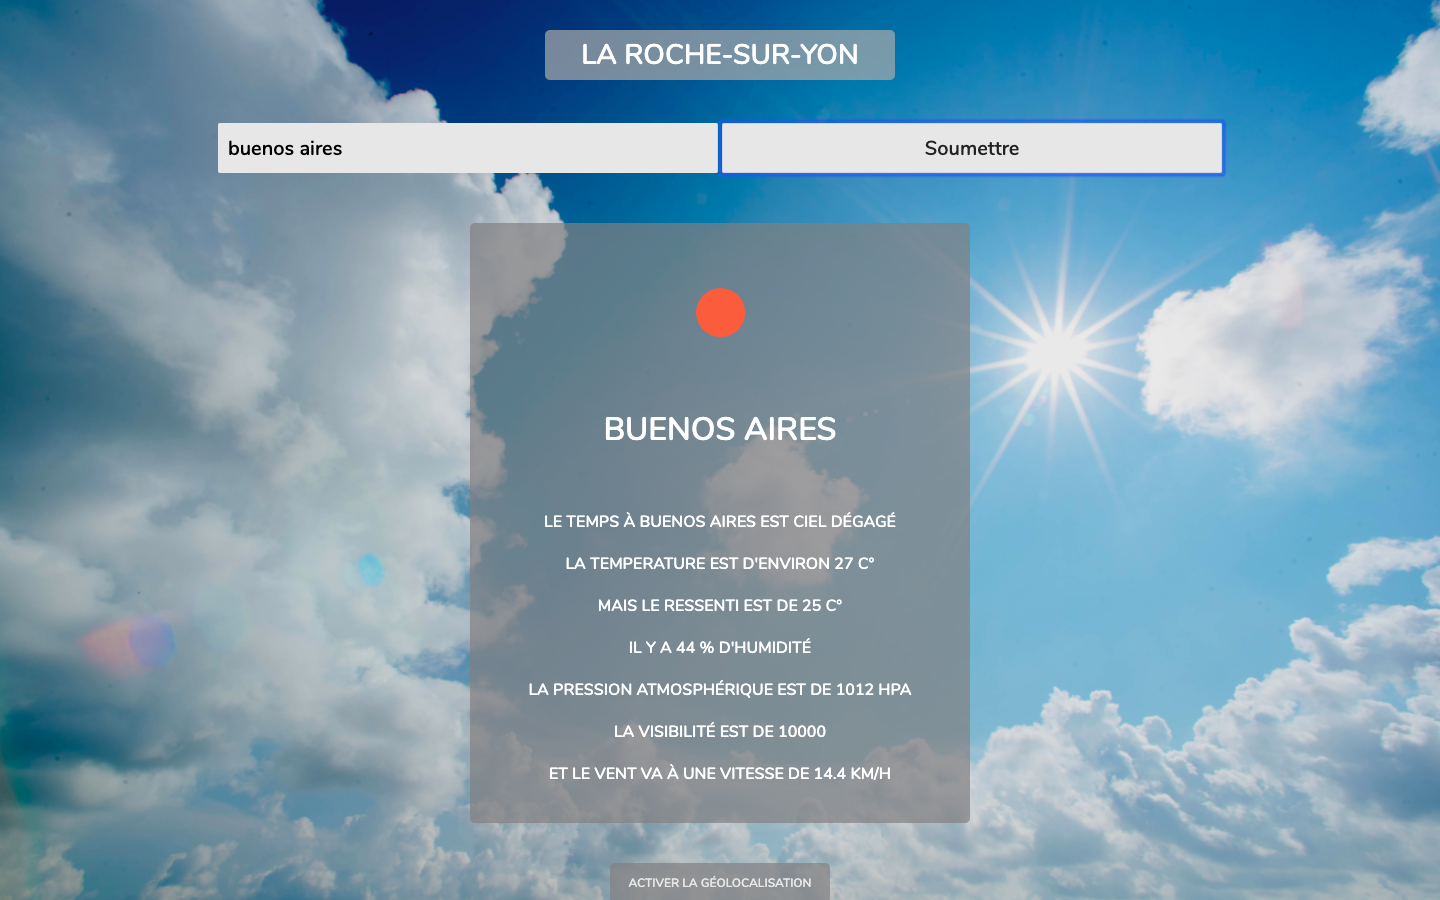 LA ROCHE-SUR-YON
buenos aires
Soumettre
BUENOS AIRES
LE TEMPS À BUENOS AIRES EST CIEL DÉGAGÉ
LA TEMPERATURE EST D'ENVIRON 27 C°
MAIS LE RESSENTI EST DE 25 C°
IL Y A 44 % D'HUMIDITÉ
LA PRESSION ATMOSPHÉRIQUE EST DE 1012 HPA
LA VISIBILITÉ EST DE 10000
ET LE VENT VA À UNE VITESSE DE 14.4 KM/H
ACTIVER LA GÉOLOCALISATION